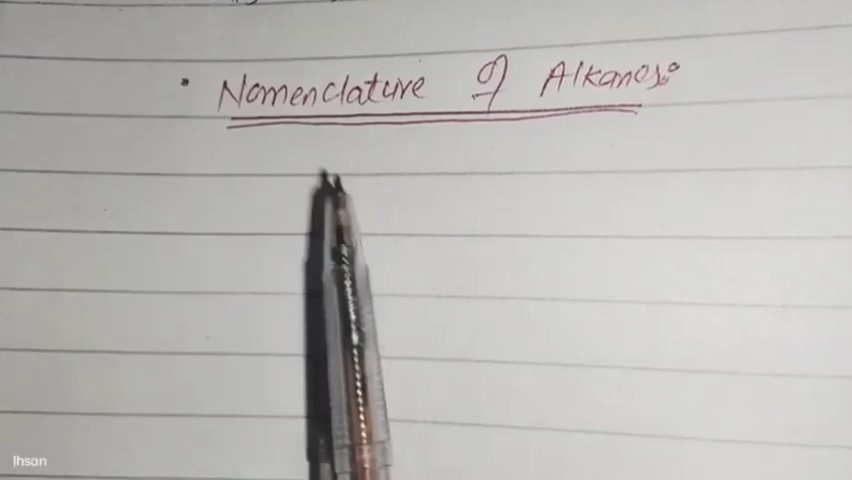 • Nomenclature of Alkanes:
Ihsan